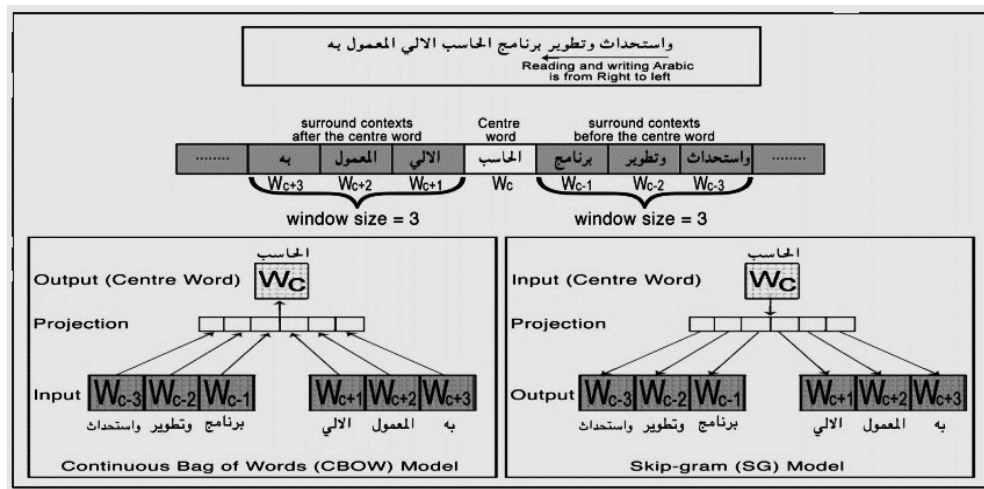 واستحداث وتطوير برنامج الحاسب الالي المعمول به
Reading and writing Arabic
is from Right to left
surround contexts
after the centre word
Centre
word
surround contexts
before the centre word
........ به المعمول الالي الحاسب برنامج وتطوير واستحداث ........
Wc+3 Wc+2 Wc+1 Wc Wc-1 Wc-2 Wc-3
window size = 3
window size = 3
الحاسب
Output (Centre Word) Wc
Projection
Input Wc-3 Wc-2 Wc-1 Wc+1 Wc+2 Wc+3
واستحداث وتطوير برنامج الالي المعمول به
Continuous Bag of Words (CBOW) Model
الحاسب
Input (Centre Word) Wc
Projection
Output Wc-3 Wc-2 Wc-1 Wc+1 Wc+2 Wc+3
واستحداث وتطوير برنامج الالي المعمول به
Skip-gram (SG) Model